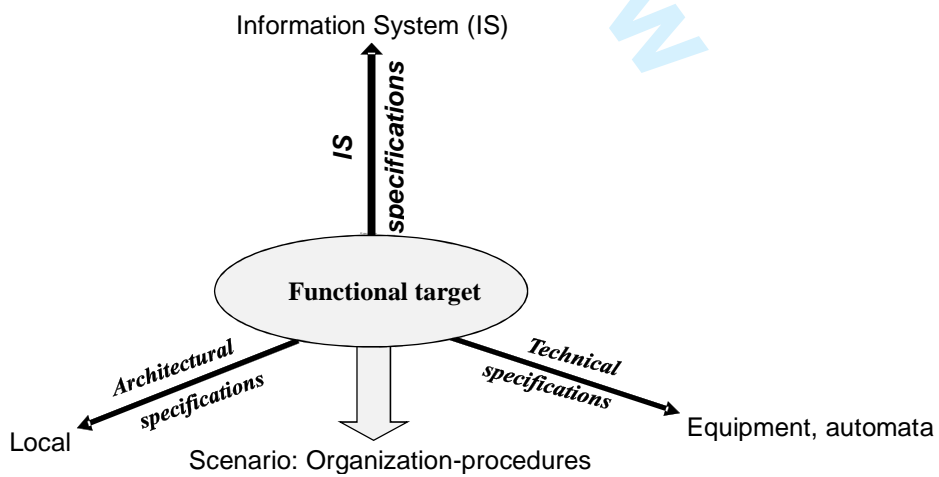 Information System (IS)
IS
specifications
Functional target
Architectural
specifications
Technical
specifications
Local
Equipment, automata
Scenario: Organization-procedures
w